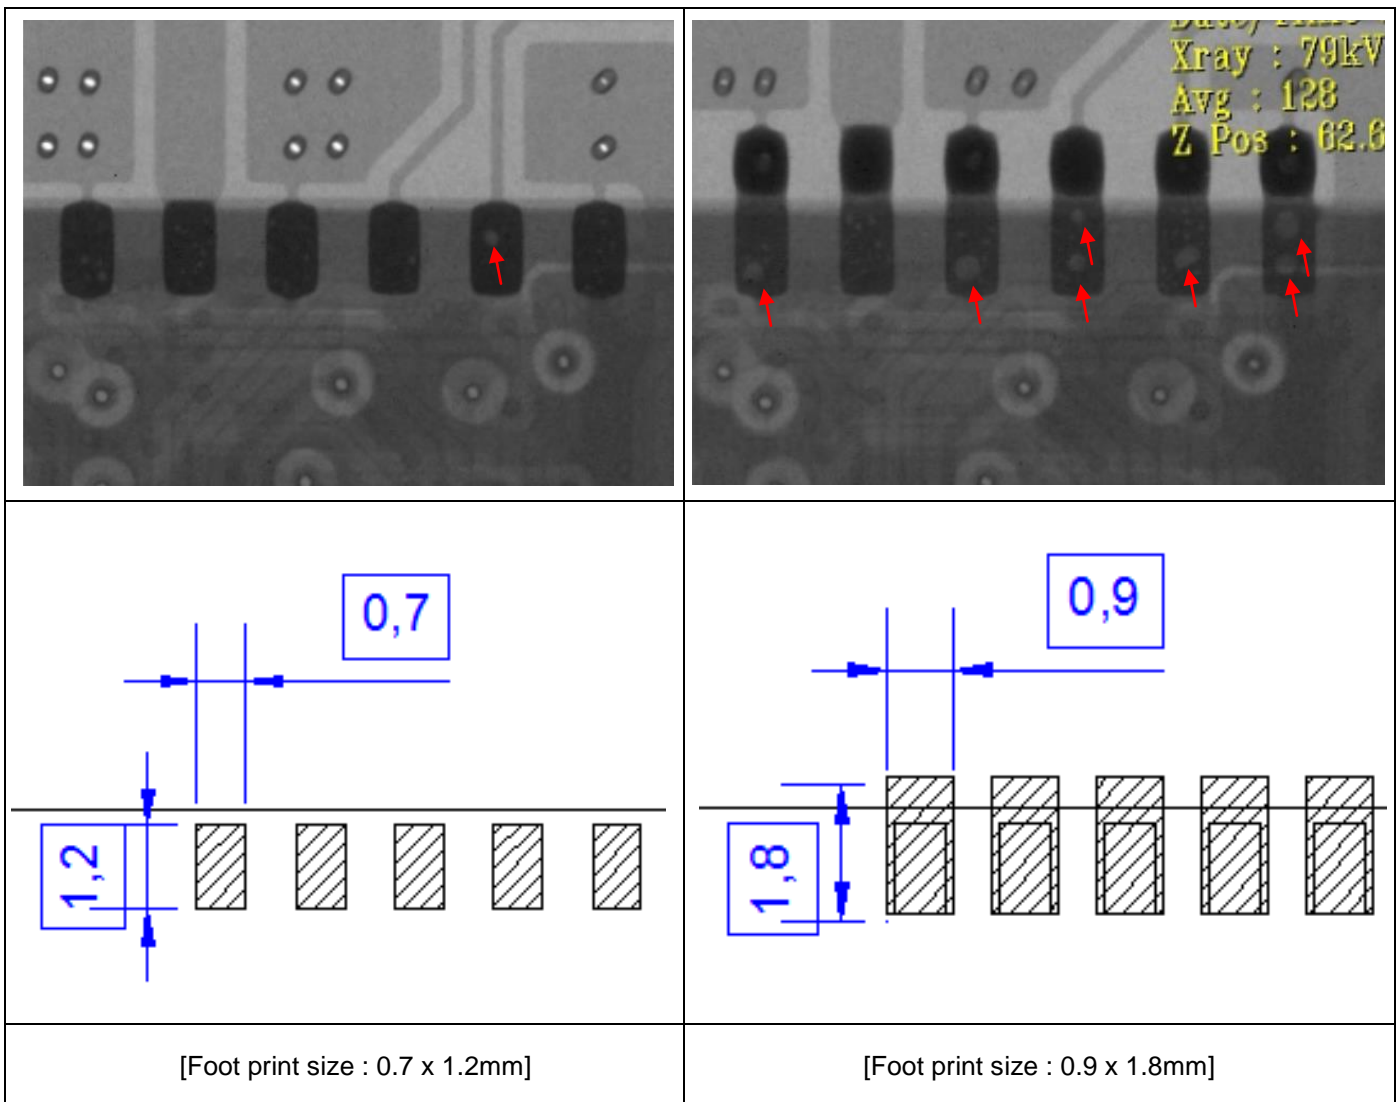 Xray : 79kV
Avg : 128
Z Pos : 62.6
0,7
1,2
0,9
1,8
[Foot print size : 0.7 x 1.2mm]
[Foot print size : 0.9 x 1.8mm]